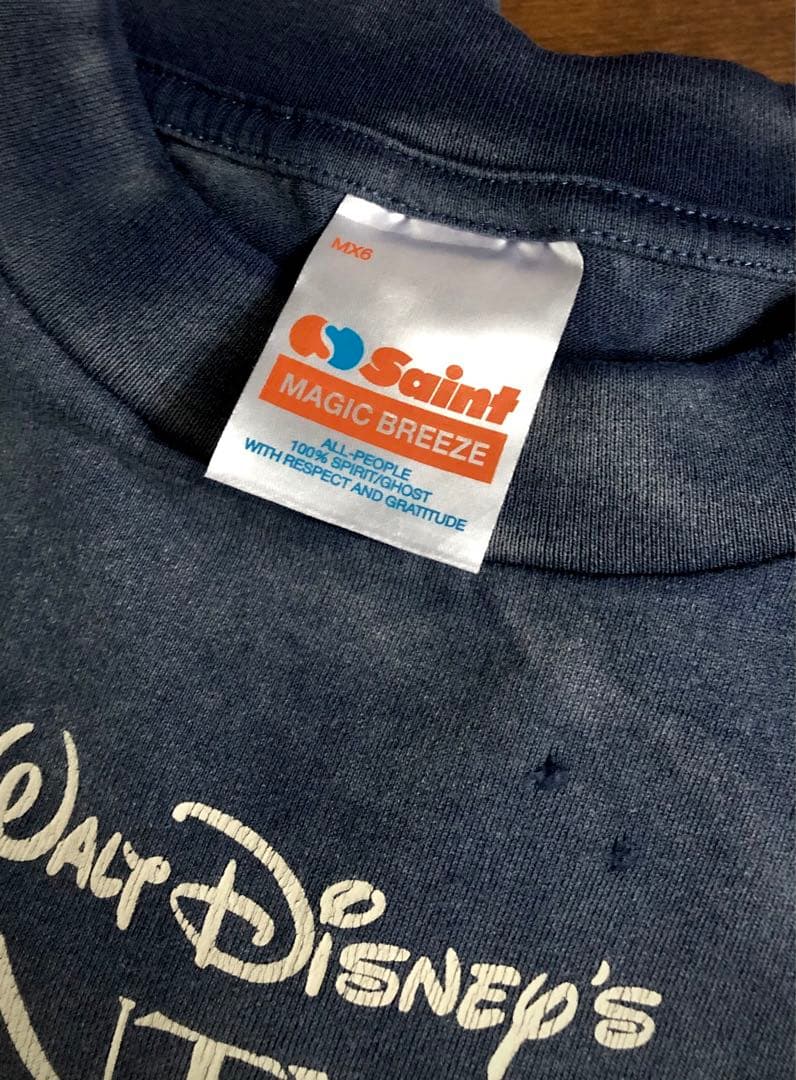 MX6
Saint
MAGIC BREEZE
ALL-PEOPLE
100% SPIRIT/GHOST
WITH RESPECT AND GRATITUDE
WALT DISNEY'S